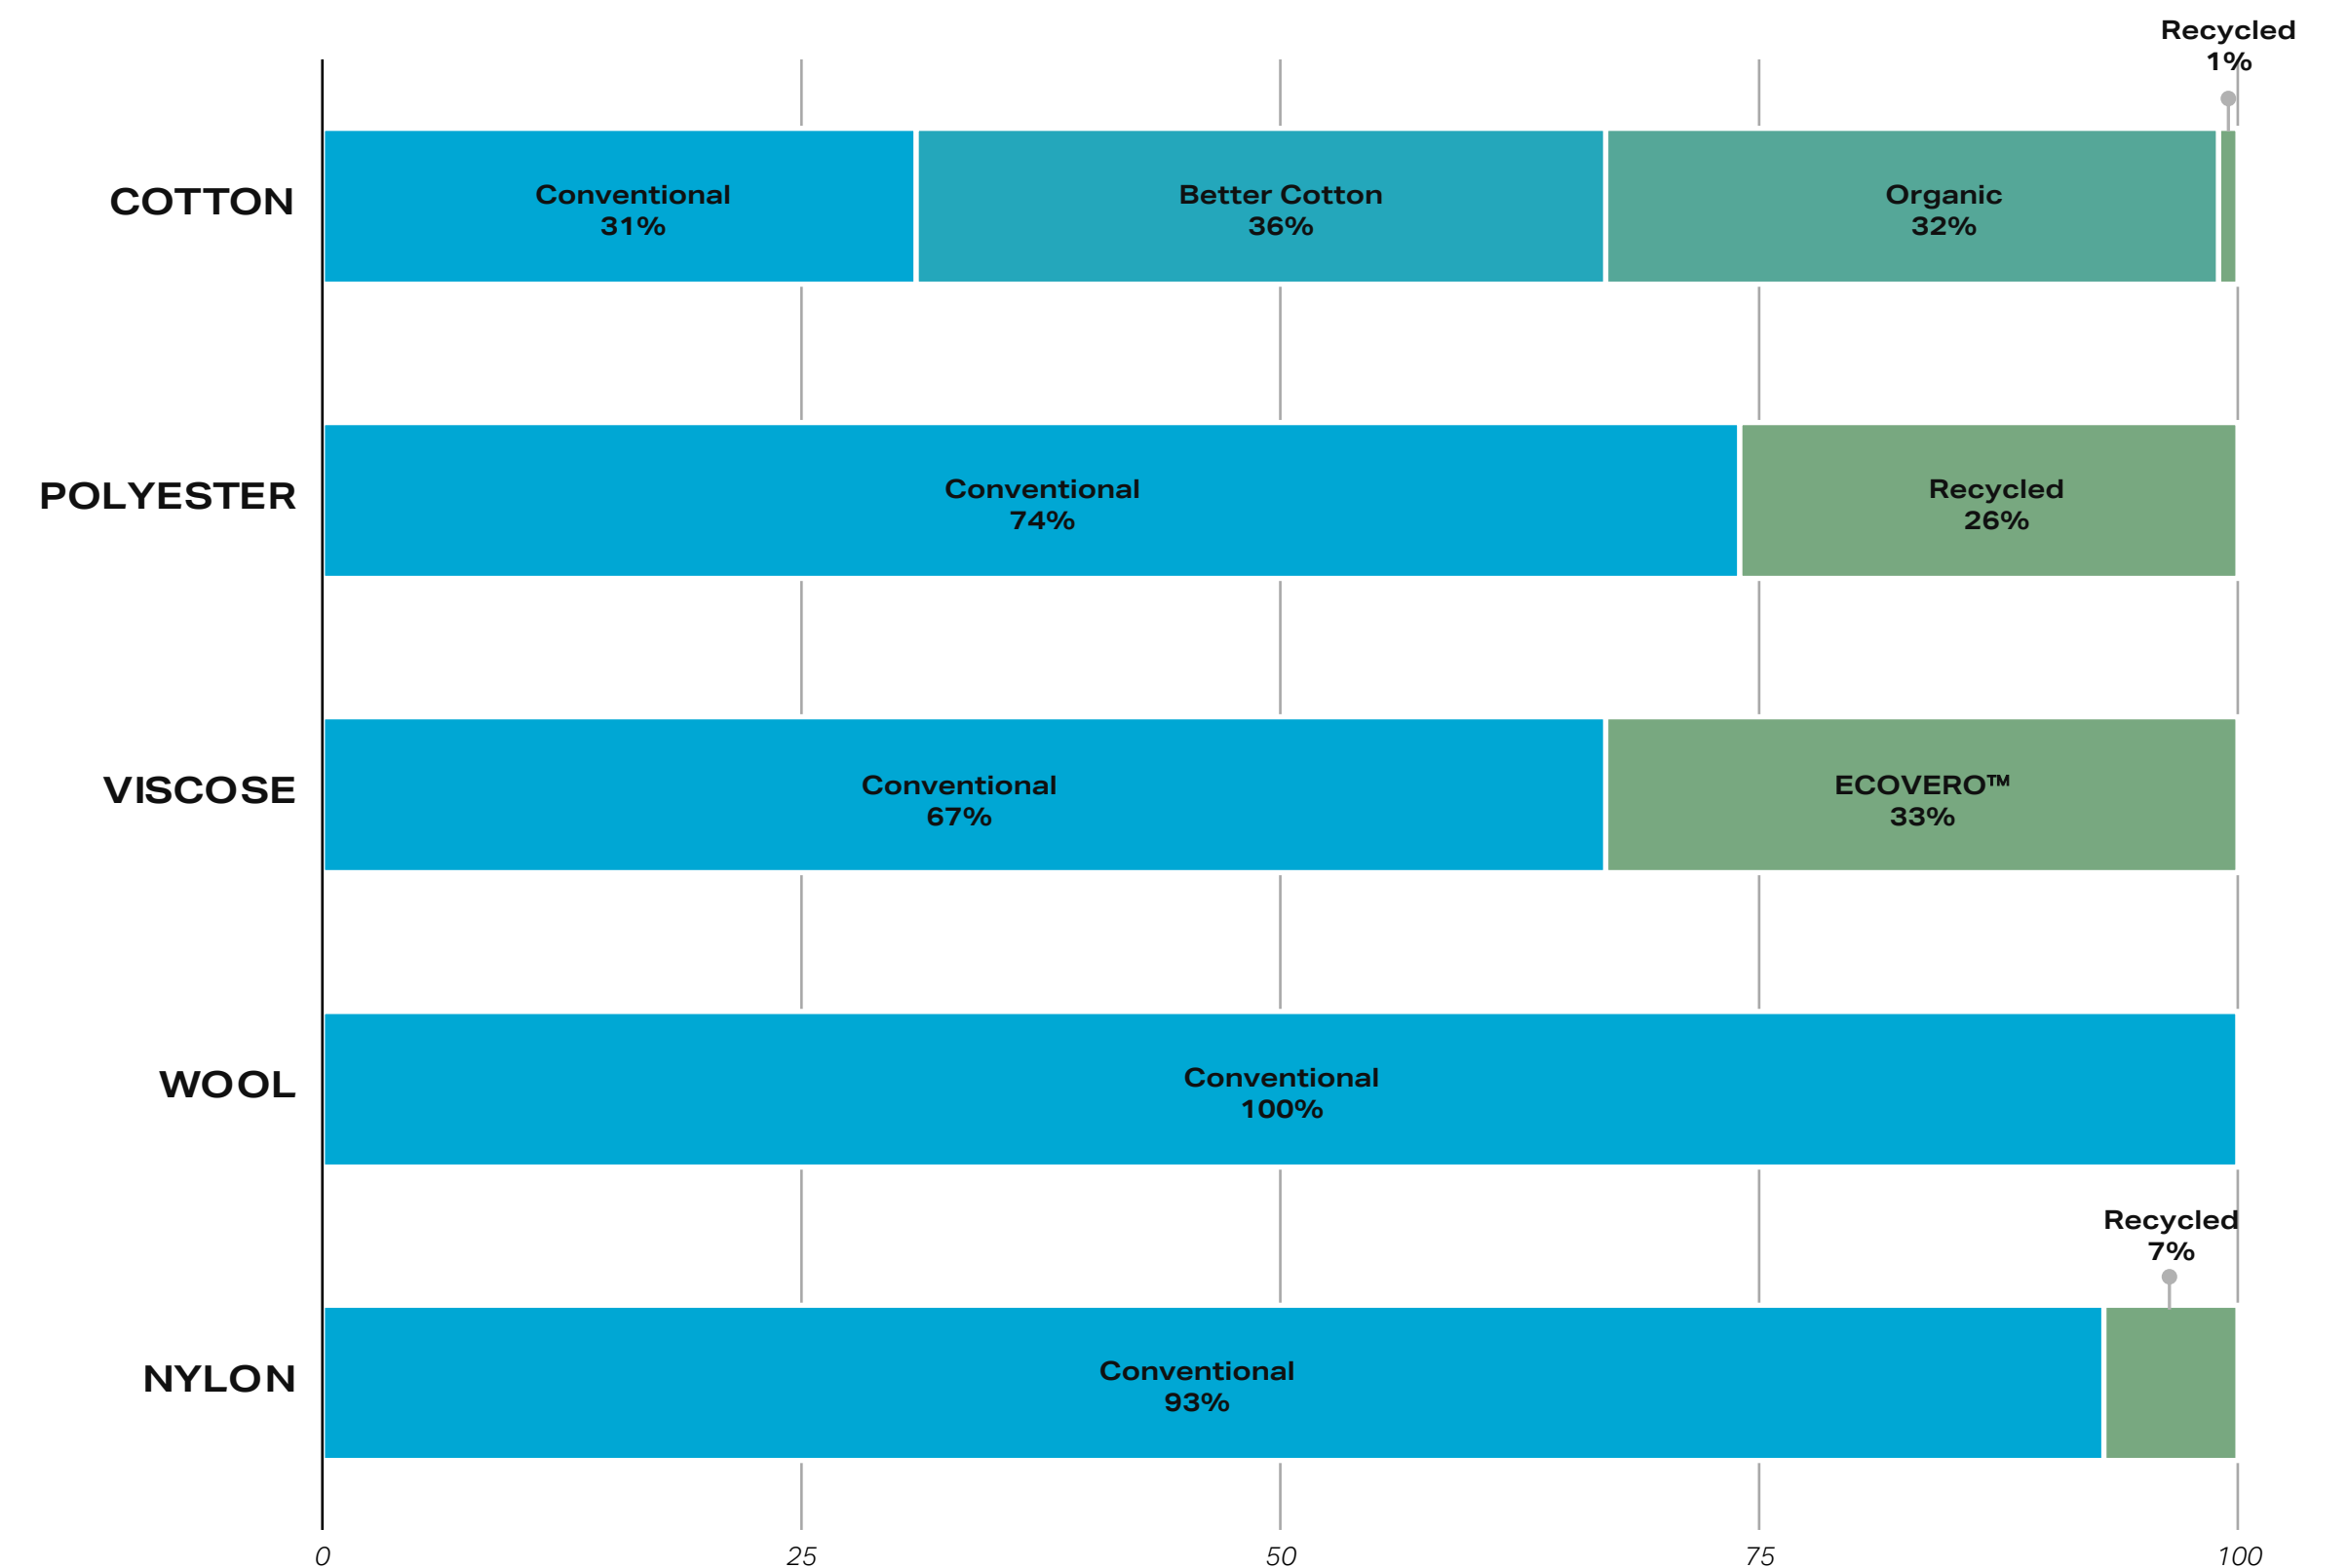 Recycled
1%
COTTON
Conventional
31%
Better Cotton
36%
Organic
32%
POLYESTER
Conventional
74%
Recycled
26%
VISCOSE
Conventional
67%
ECOVERO™
33%
WOOL
Conventional
100%
Recycled
7%
NYLON
Conventional
93%
0 25 50 75 100